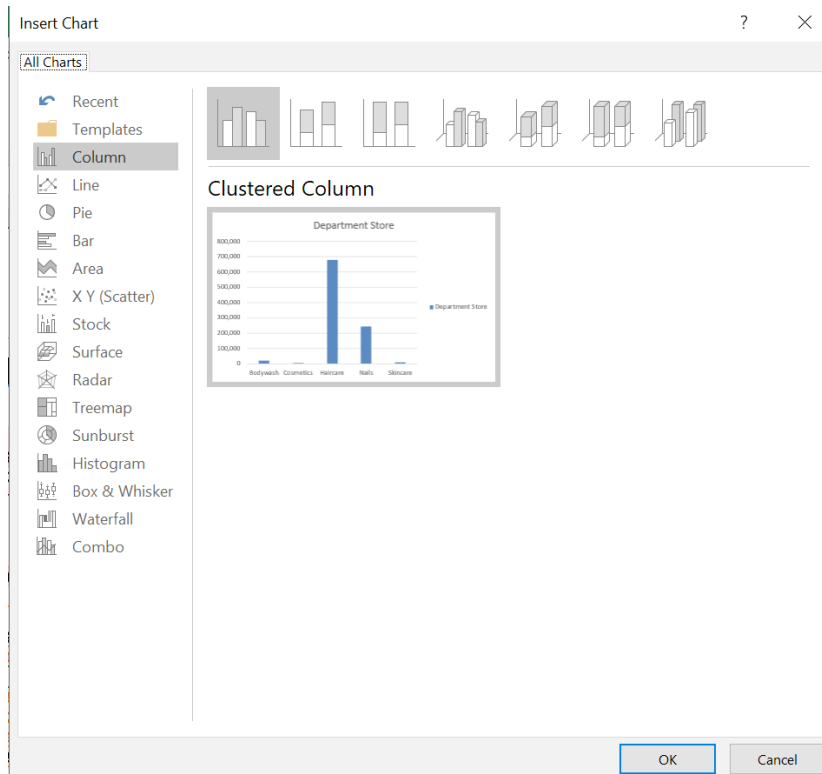 Insert Chart
?
All Charts
Recent
Templates
Column
Line
Pie
Bar
Area
X Y (Scatter)
Stock
Surface
Radar
Treemap
Sunburst
Histogram
Box & Whisker
Waterfall
Combo
Clustered Column
Department Store
800,000
700,000
600,000
500,000
400,000
300,000
200,000
100,000
0
Bodywash Cosmetics Haircare Nails Skincare
Department Store
OK Cancel